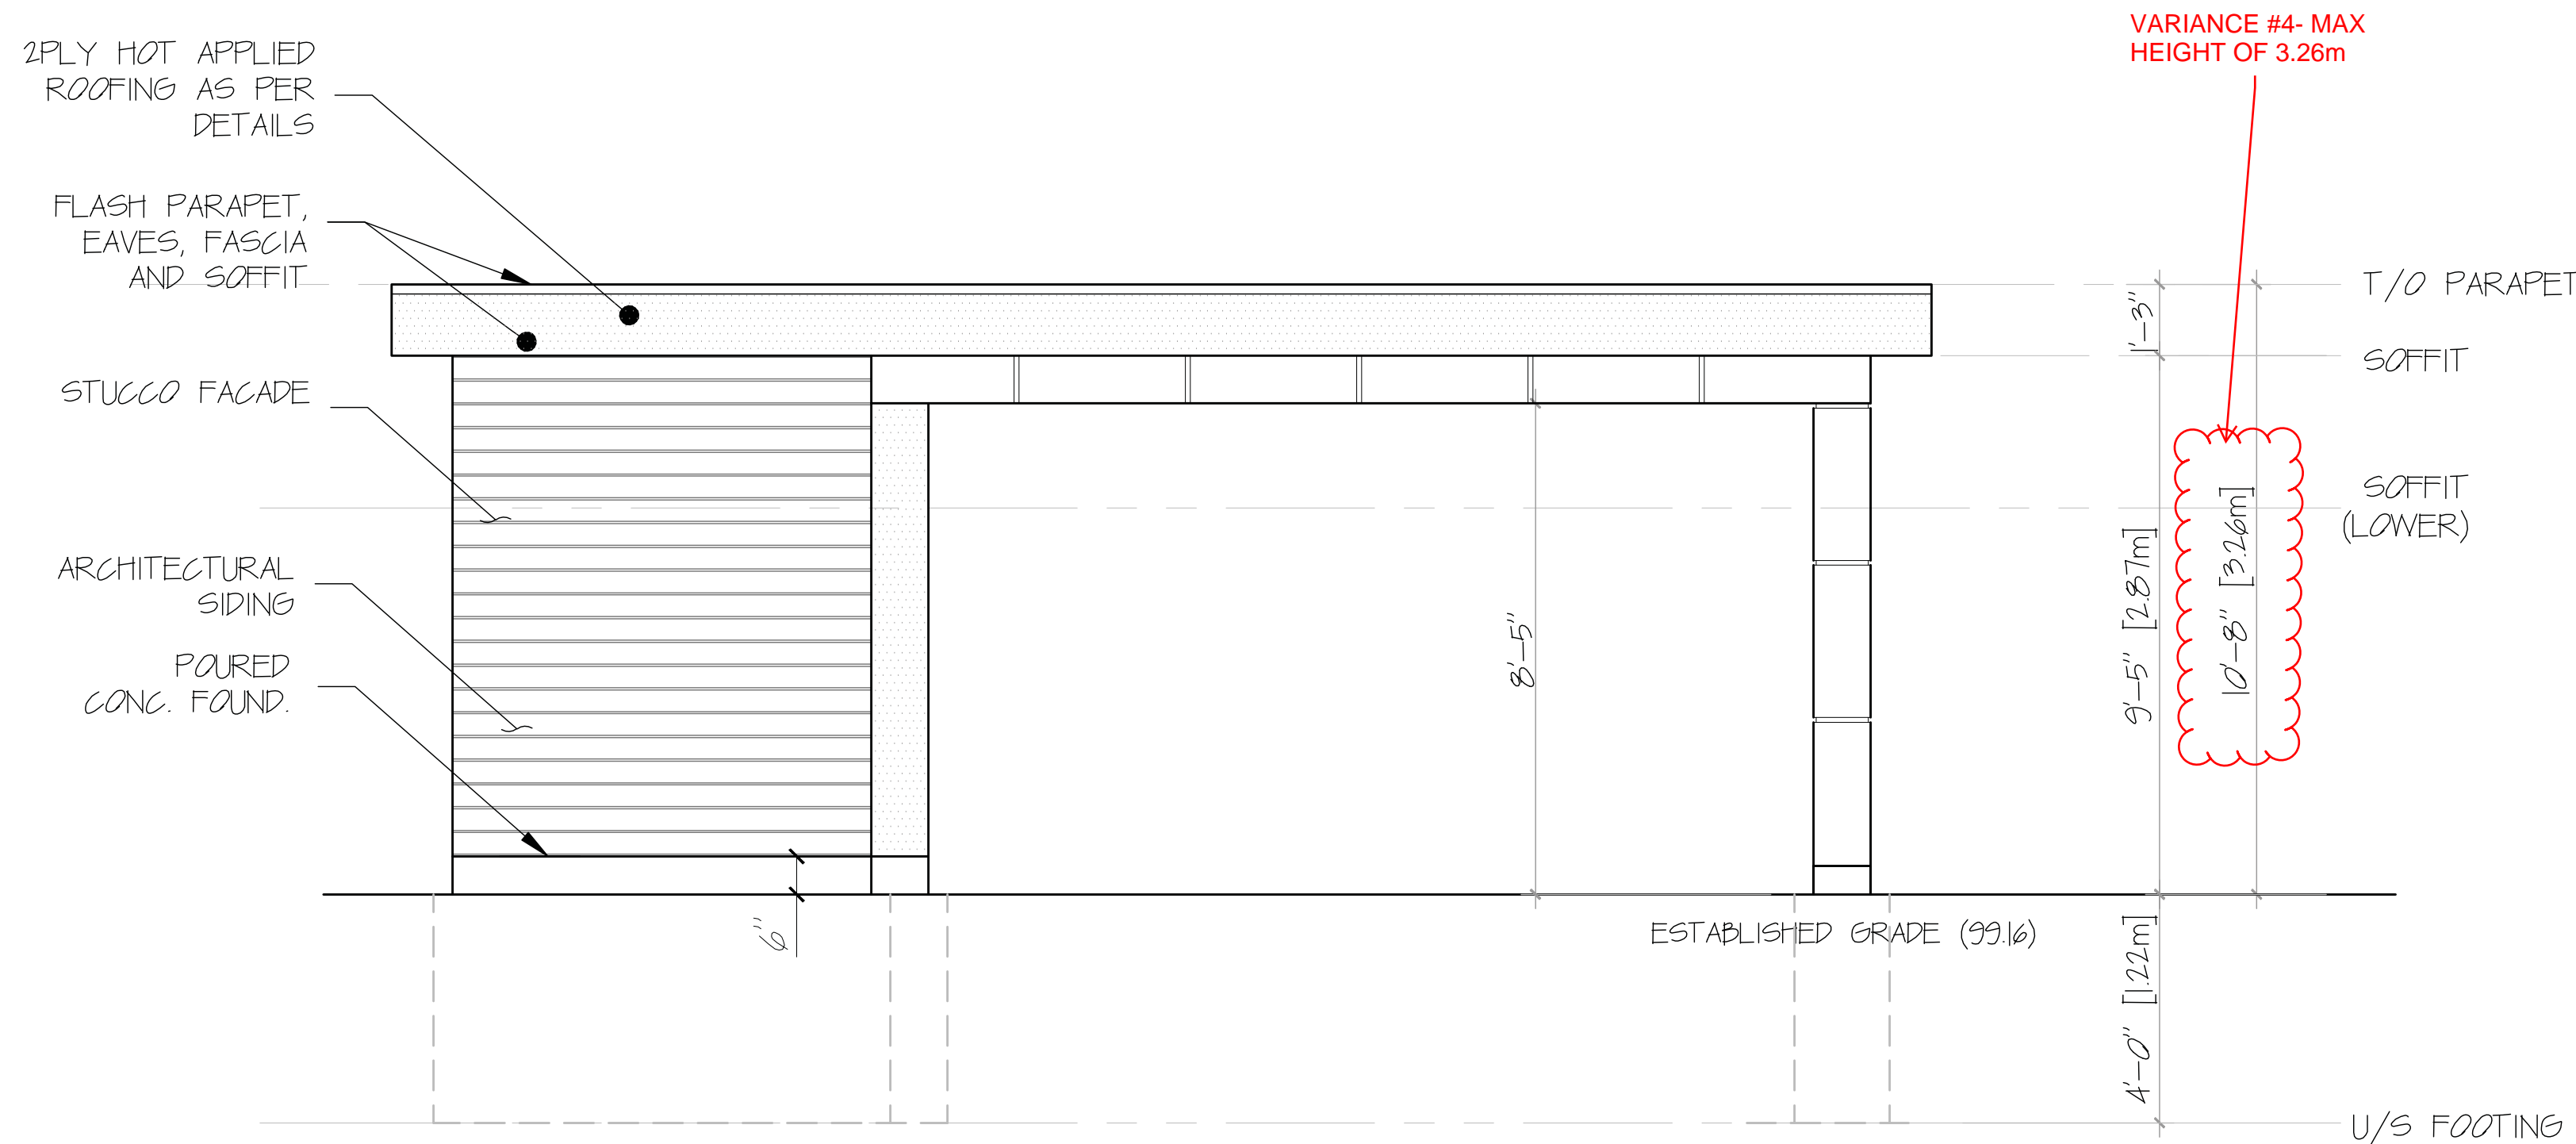 VARIANCE #4- MAX
HEIGHT OF 3.26m
2PLY HOT APPLIED
ROOFING AS PER
DETAILS
FLASH PARAPET,
EAVES, FASCIA
AND SOFFIT
STUCCO FACADE
ARCHITECTURAL
SIDING
POURED
CONC. FOUND.
6"
8'-5"
ESTABLISHED GRADE (99.16)
1'-3"
9'-5" [2.87m]
4'-0" [1.22m]
10'-8" [3.26m]
T/O PARAPET
SOFFIT
SOFFIT
(LOWER)
U/S FOOTING